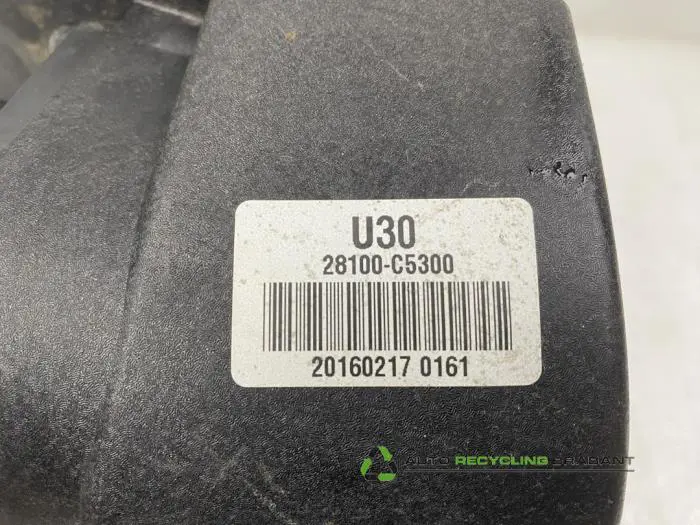 U30
28100-C5300
20160217 0161
AUTO RECYCLING BRABANT